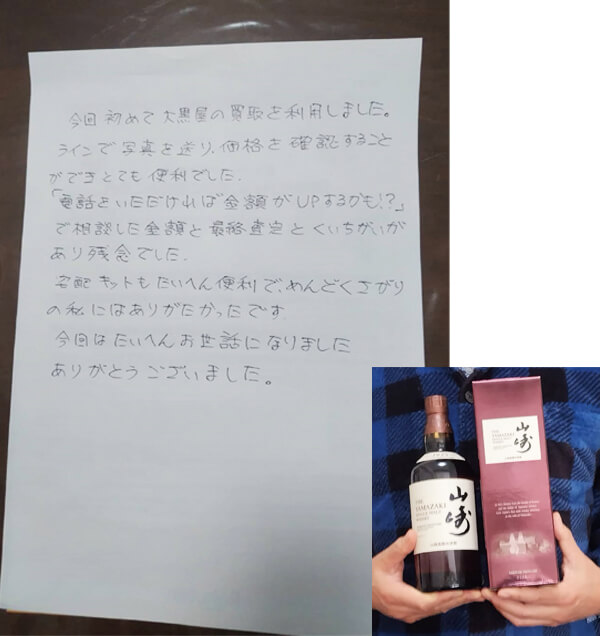 今回初めて大黒屋の買取を利用しました。
ラインで写真を送り、価格を確認すること
ができとても便利でした.
「電話をいただければ金額がUPするかも!?」
で相談した金額と最終査定とくいちがいが
あり残念でした.
宅配キットもたいへん便利で、めんどくさがり
の私にはありがたかったです.
今回はたいへんお世話になりました
ありがとうございました。
THE
YAMAZAKI
SINGLE MALT
WHISKY
山崎
THE
YAMAZAKI
SINGLE MALT
WHISKY
山崎